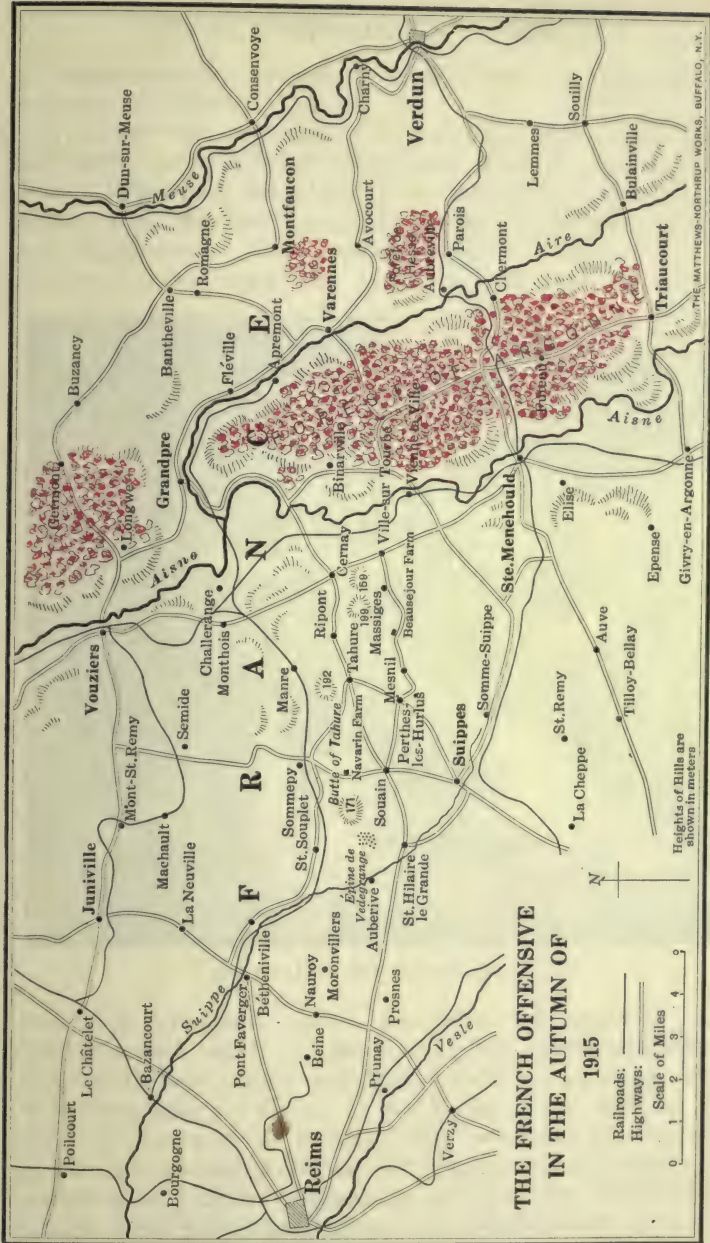 Dun-sur-Meuse
Consenvoye
Charny
Verdun
Meuse
Buzancy
Romagne
Bantheville
Montfaucon
Avocourt
Fléville
Apremont
Varennes
Parois
Clermont
Aire
Lemmes
Souilly
Bulainville
Triaucourt
Longwe
Grandpre
Binarville
Vienne la Ville
Aisne
Aisne
Vouziers
Challerange
Monthois
Cernay
Ville-sur Tourbe
Ste.Menehould
Elise
Epense
Givry-en-Argonne
Semide
Manre
Ripont
Tahure
Massiges
199
159
Beausejour Farm
Mesnil
192
Butte of Tahure
Navarin Farm
Perthes-
lez-Hurlus
Somme-Suippe
Auve
Tilloy-Bellay
St.Remy
La Cheppe
Mont-St.Remy
Machault
Sommepy
St.Souplet
171
Souain
Suippes
Juniville
La Neuville
Epine de
Vedegrange
Auberive
St.Hilaire
le Grande
Le Châtelet
Bazancourt
Suippe
Pont Faverger
Bétheniville
Nauroy
Moronvillers
Beine
Prosnes
Prunay
Vesle
Verzy
Poilcourt
Bourgogne
Reims
FRANCE
N
Heights of Hills are
shown in meters
THE FRENCH OFFENSIVE
IN THE AUTUMN OF
1915
Railroads:
Highways:
Scale of Miles
0 1 2 3 4 5
THE MATTHEWS-NORTHRUP WORKS, BUFFALO, N.Y.